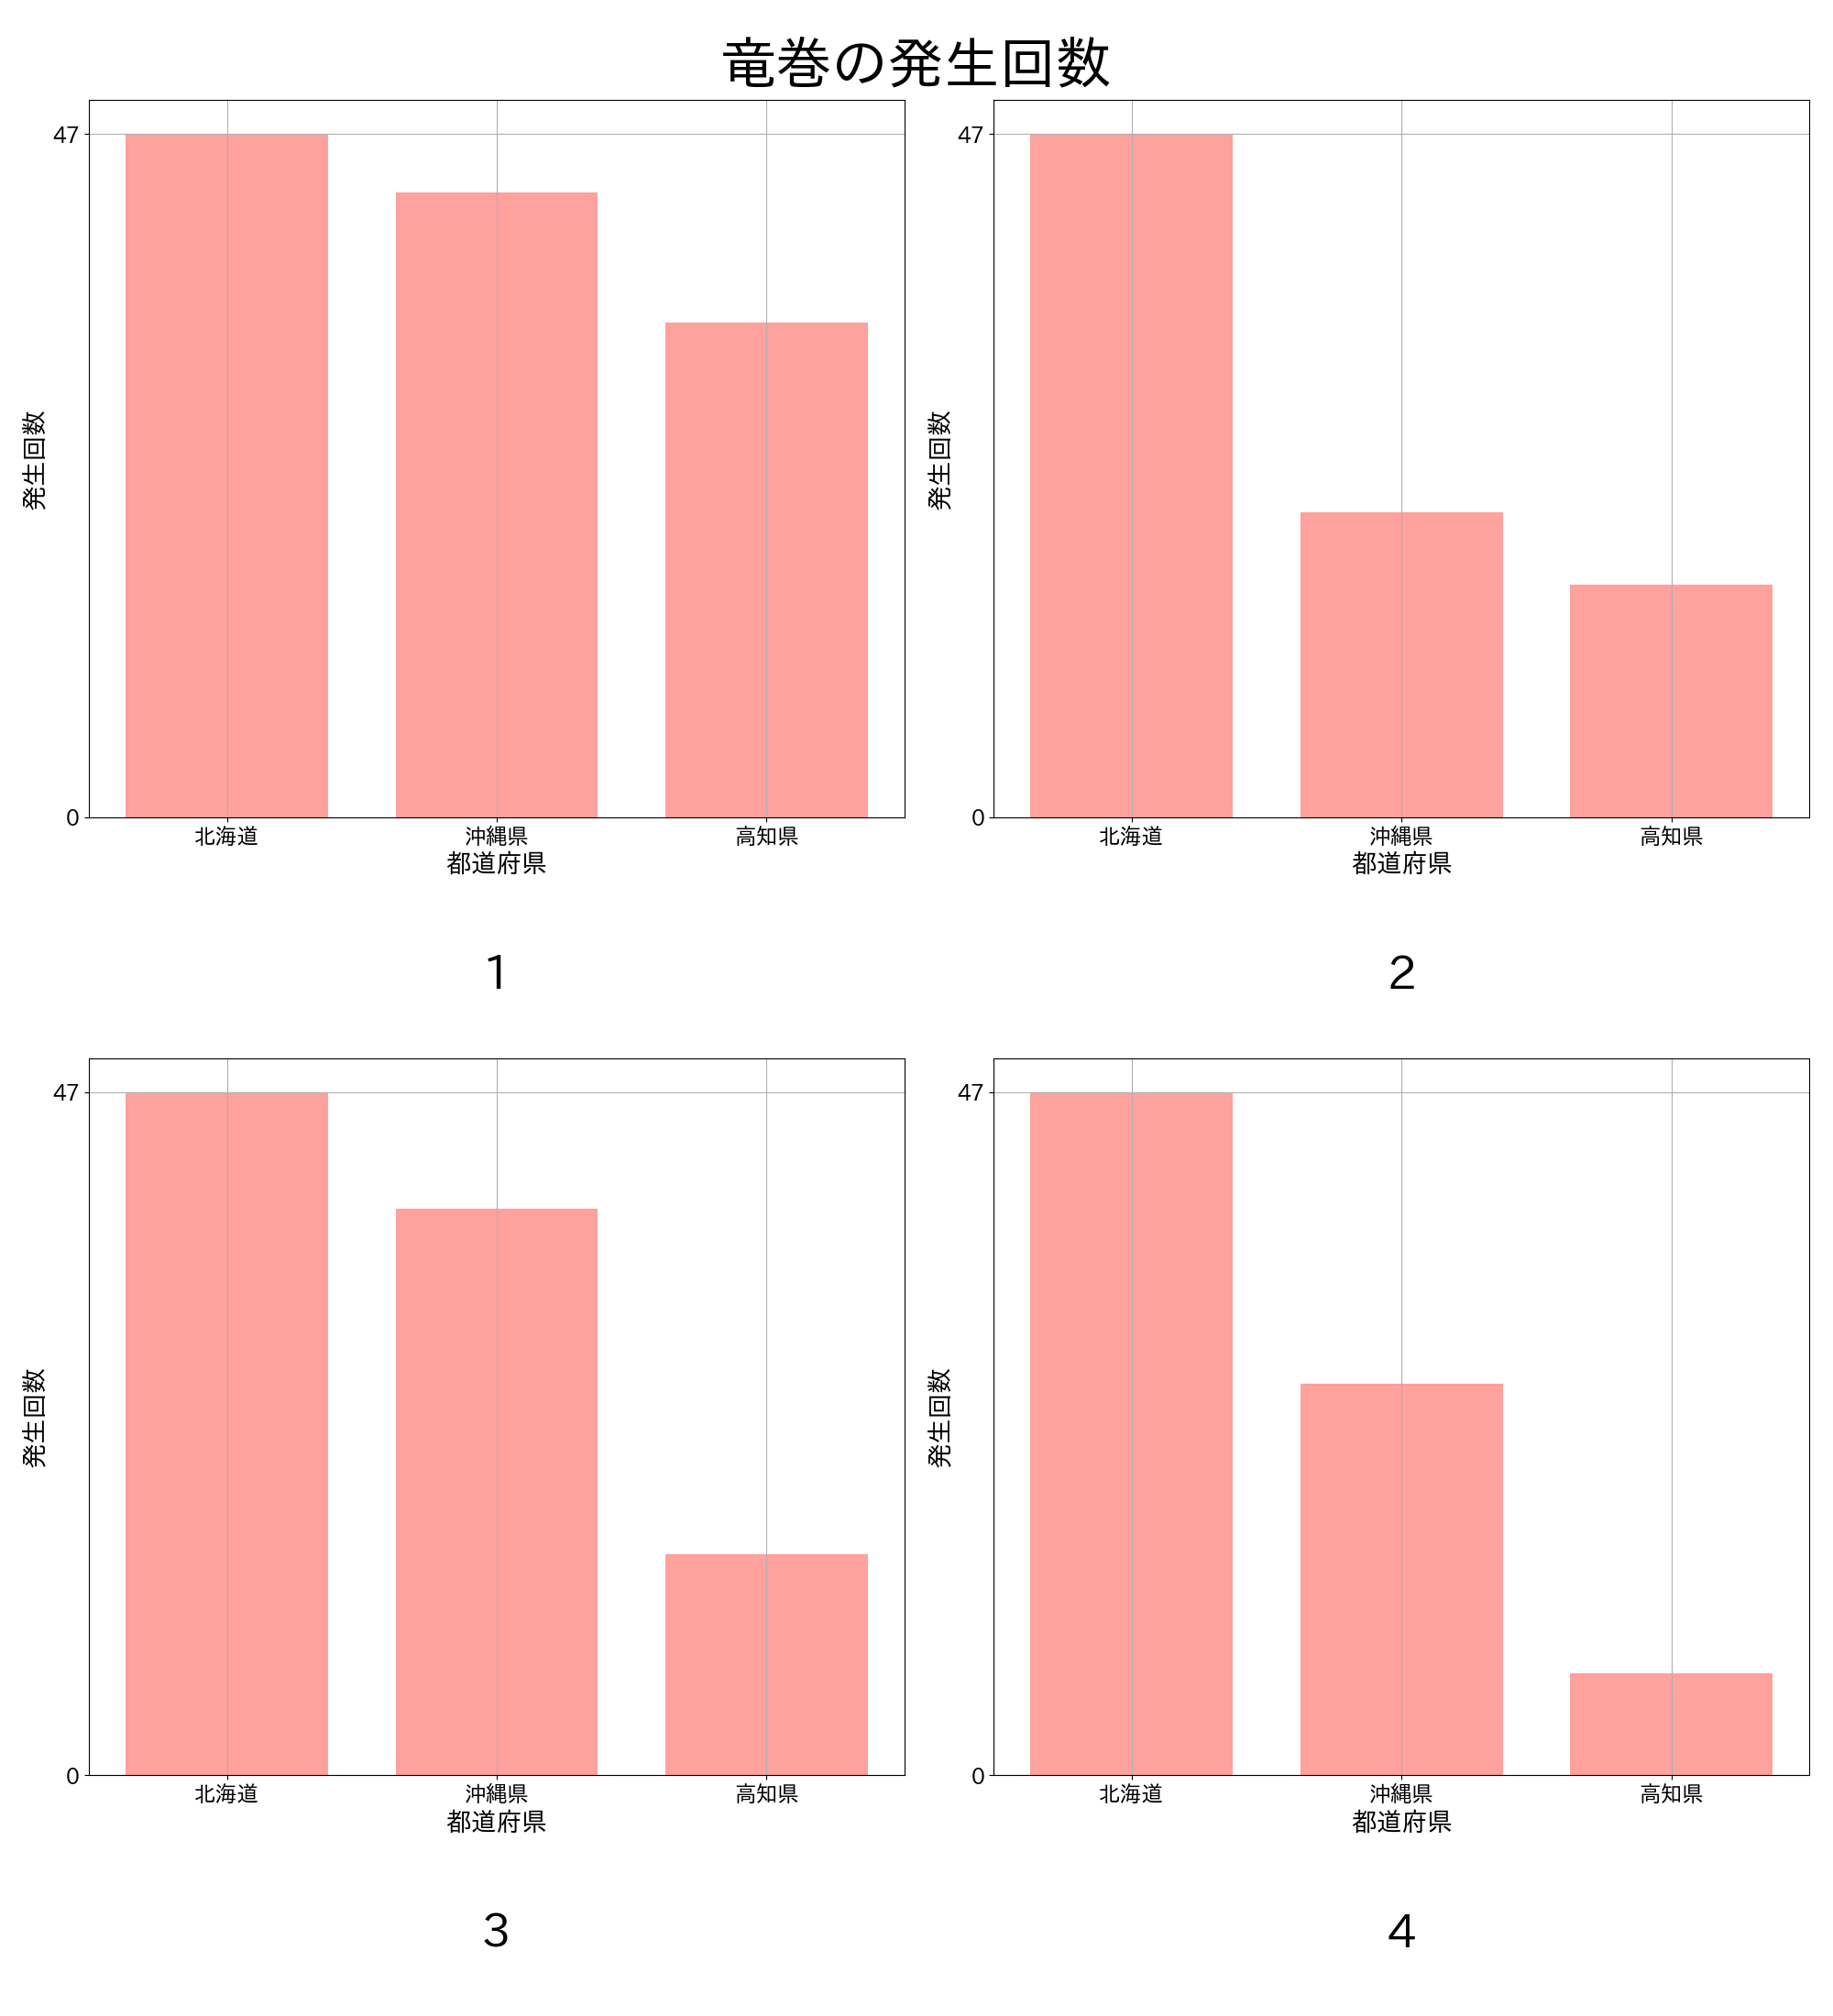 竜巻の発生回数
47
発生回数
0
北海道 沖縄県 高知県
都道府県
1
47
発生回数
0
北海道 沖縄県 高知県
都道府県
2
47
発生回数
0
北海道 沖縄県 高知県
都道府県
3
47
発生回数
0
北海道 沖縄県 高知県
都道府県
4